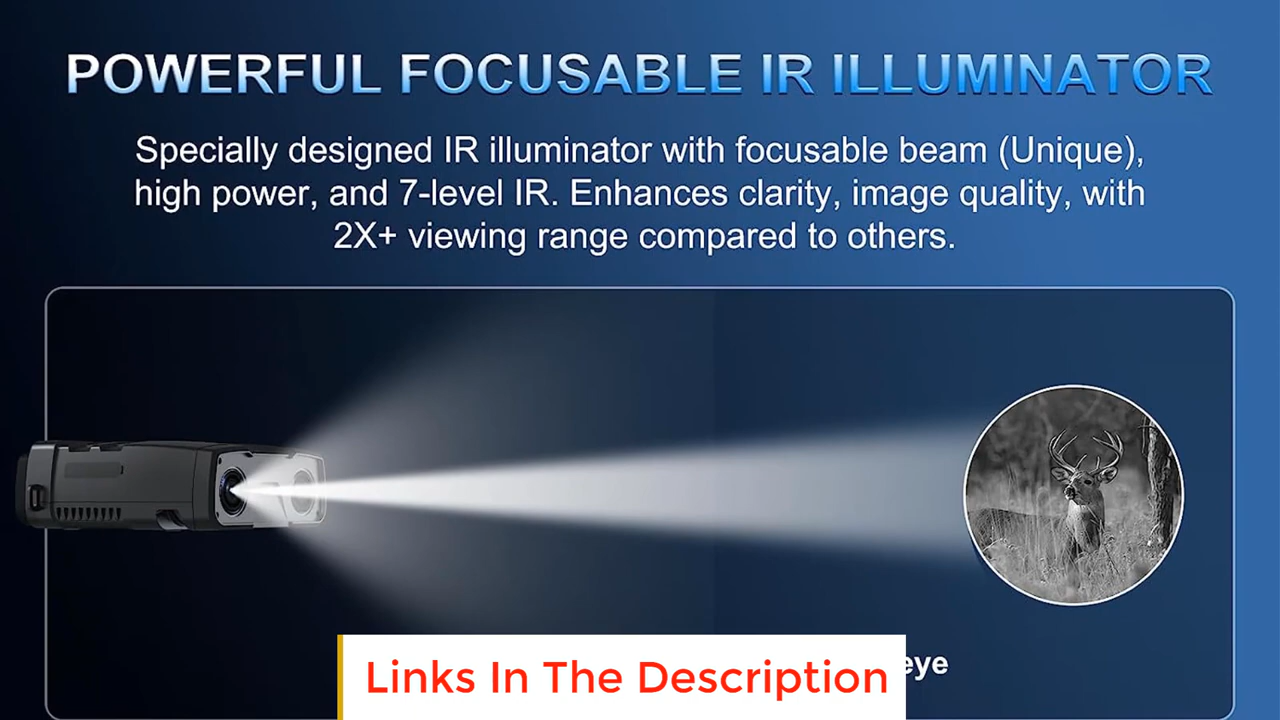 POWERFUL FOCUSABLE IR ILLUMINATOR
Specially designed IR illuminator with focusable beam (Unique),
high power, and 7-level IR. Enhances clarity, image quality, with
2X+ viewing range compared to others.
eye
Links In The Description